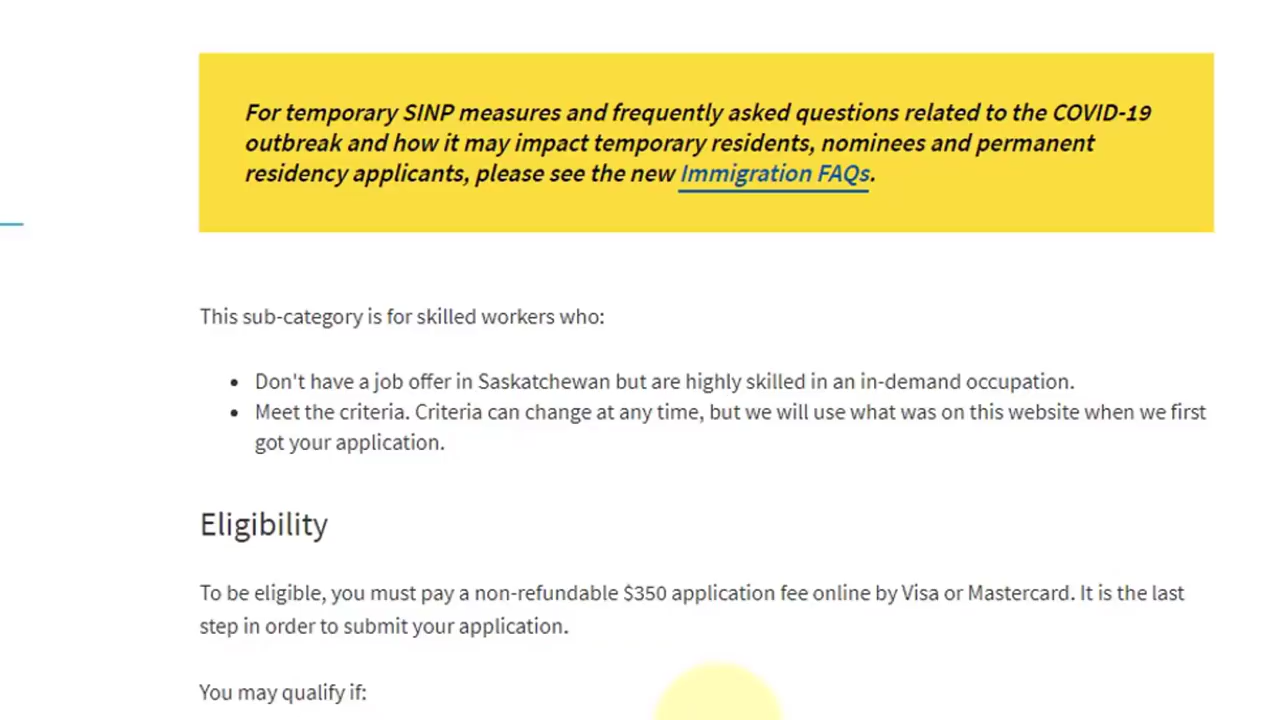 For temporary SINP measures and frequently asked questions related to the COVID-19
outbreak and how it may impact temporary residents, nominees and permanent
residency applicants, please see the new Immigration FAQs.
This sub-category is for skilled workers who:
• Don't have a job offer in Saskatchewan but are highly skilled in an in-demand occupation.
• Meet the criteria. Criteria can change at any time, but we will use what was on this website when we first
got your application.
Eligibility
To be eligible, you must pay a non-refundable $350 application fee online by Visa or Mastercard. It is the last
step in order to submit your application.
You may qualify if: